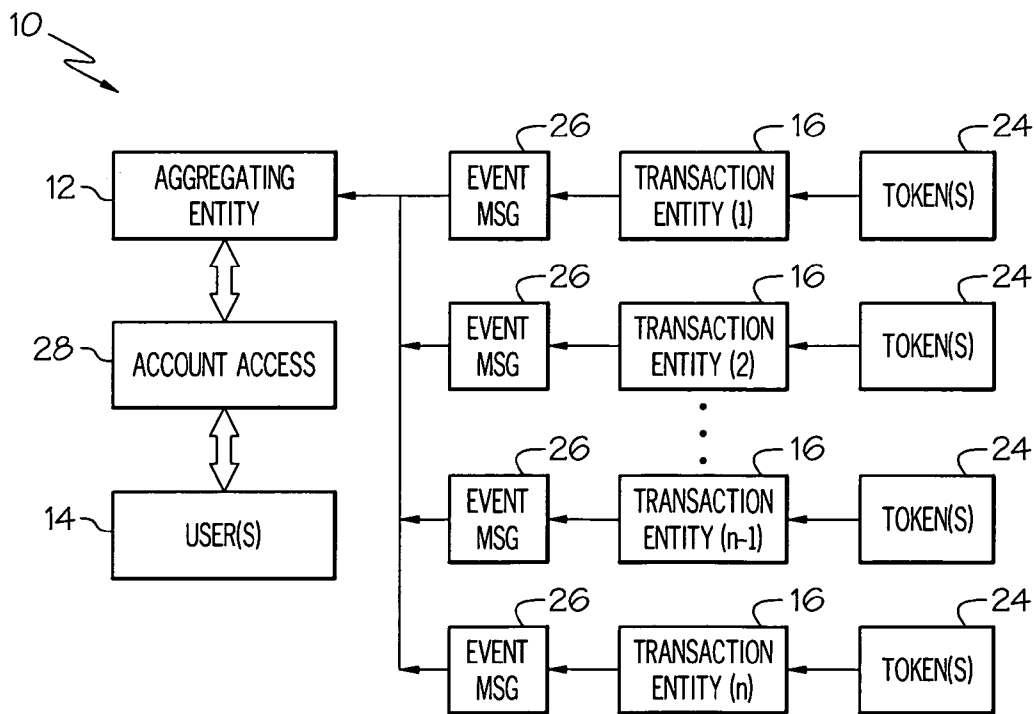 10
26
16
24
12
AGGREGATING
ENTITY
EVENT
MSG
TRANSACTION
ENTITY (1)
TOKEN(S)
26
16
24
28
ACCOUNT ACCESS
EVENT
MSG
TRANSACTION
ENTITY (2)
TOKEN(S)
26
16
24
14
USER(S)
EVENT
MSG
TRANSACTION
ENTITY (n-1)
TOKEN(S)
26
16
24
EVENT
MSG
TRANSACTION
ENTITY (n)
TOKEN(S)